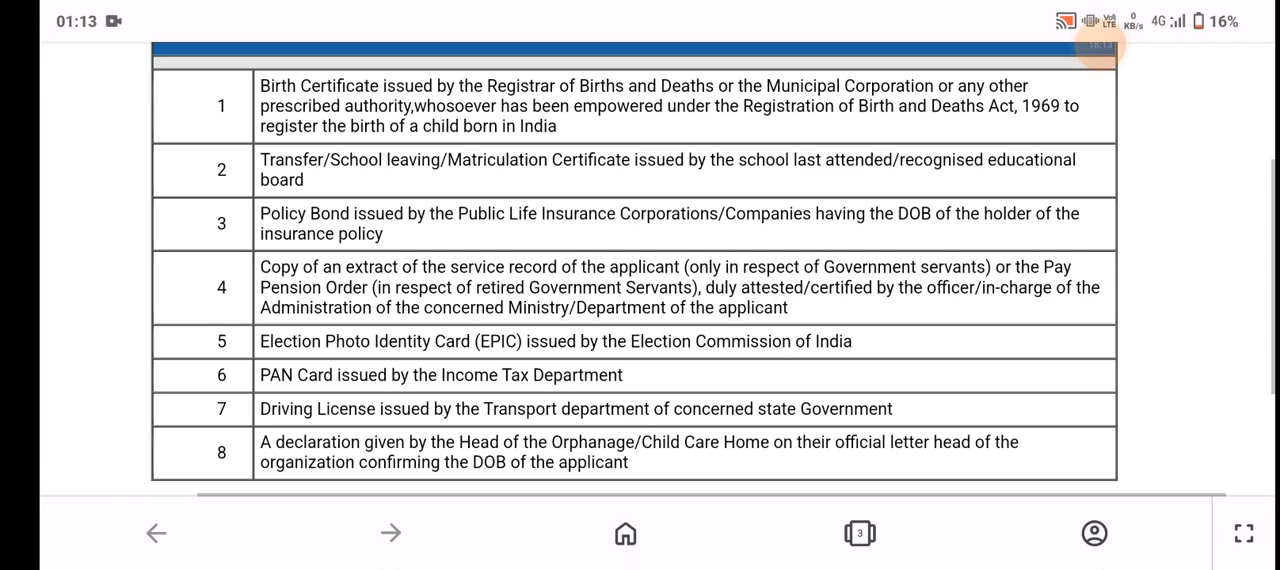 01:13
Vo) LTE 0 KB/s 4G 16%
18:13
1
Birth Certificate issued by the Registrar of Births and Deaths or the Municipal Corporation or any other
prescribed authority,whosoever has been empowered under the Registration of Birth and Deaths Act, 1969 to
register the birth of a child born in India
2
Transfer/School leaving/Matriculation Certificate issued by the school last attended/recognised educational
board
3
Policy Bond issued by the Public Life Insurance Corporations/Companies having the DOB of the holder of the
insurance policy
4
Copy of an extract of the service record of the applicant (only in respect of Government servants) or the Pay
Pension Order (in respect of retired Government Servants), duly attested/certified by the officer/in-charge of the
Administration of the concerned Ministry/Department of the applicant
5 Election Photo Identity Card (EPIC) issued by the Election Commission of India
6 PAN Card issued by the Income Tax Department
7 Driving License issued by the Transport department of concerned state Government
8
A declaration given by the Head of the Orphanage/Child Care Home on their official letter head of the
organization confirming the DOB of the applicant
3